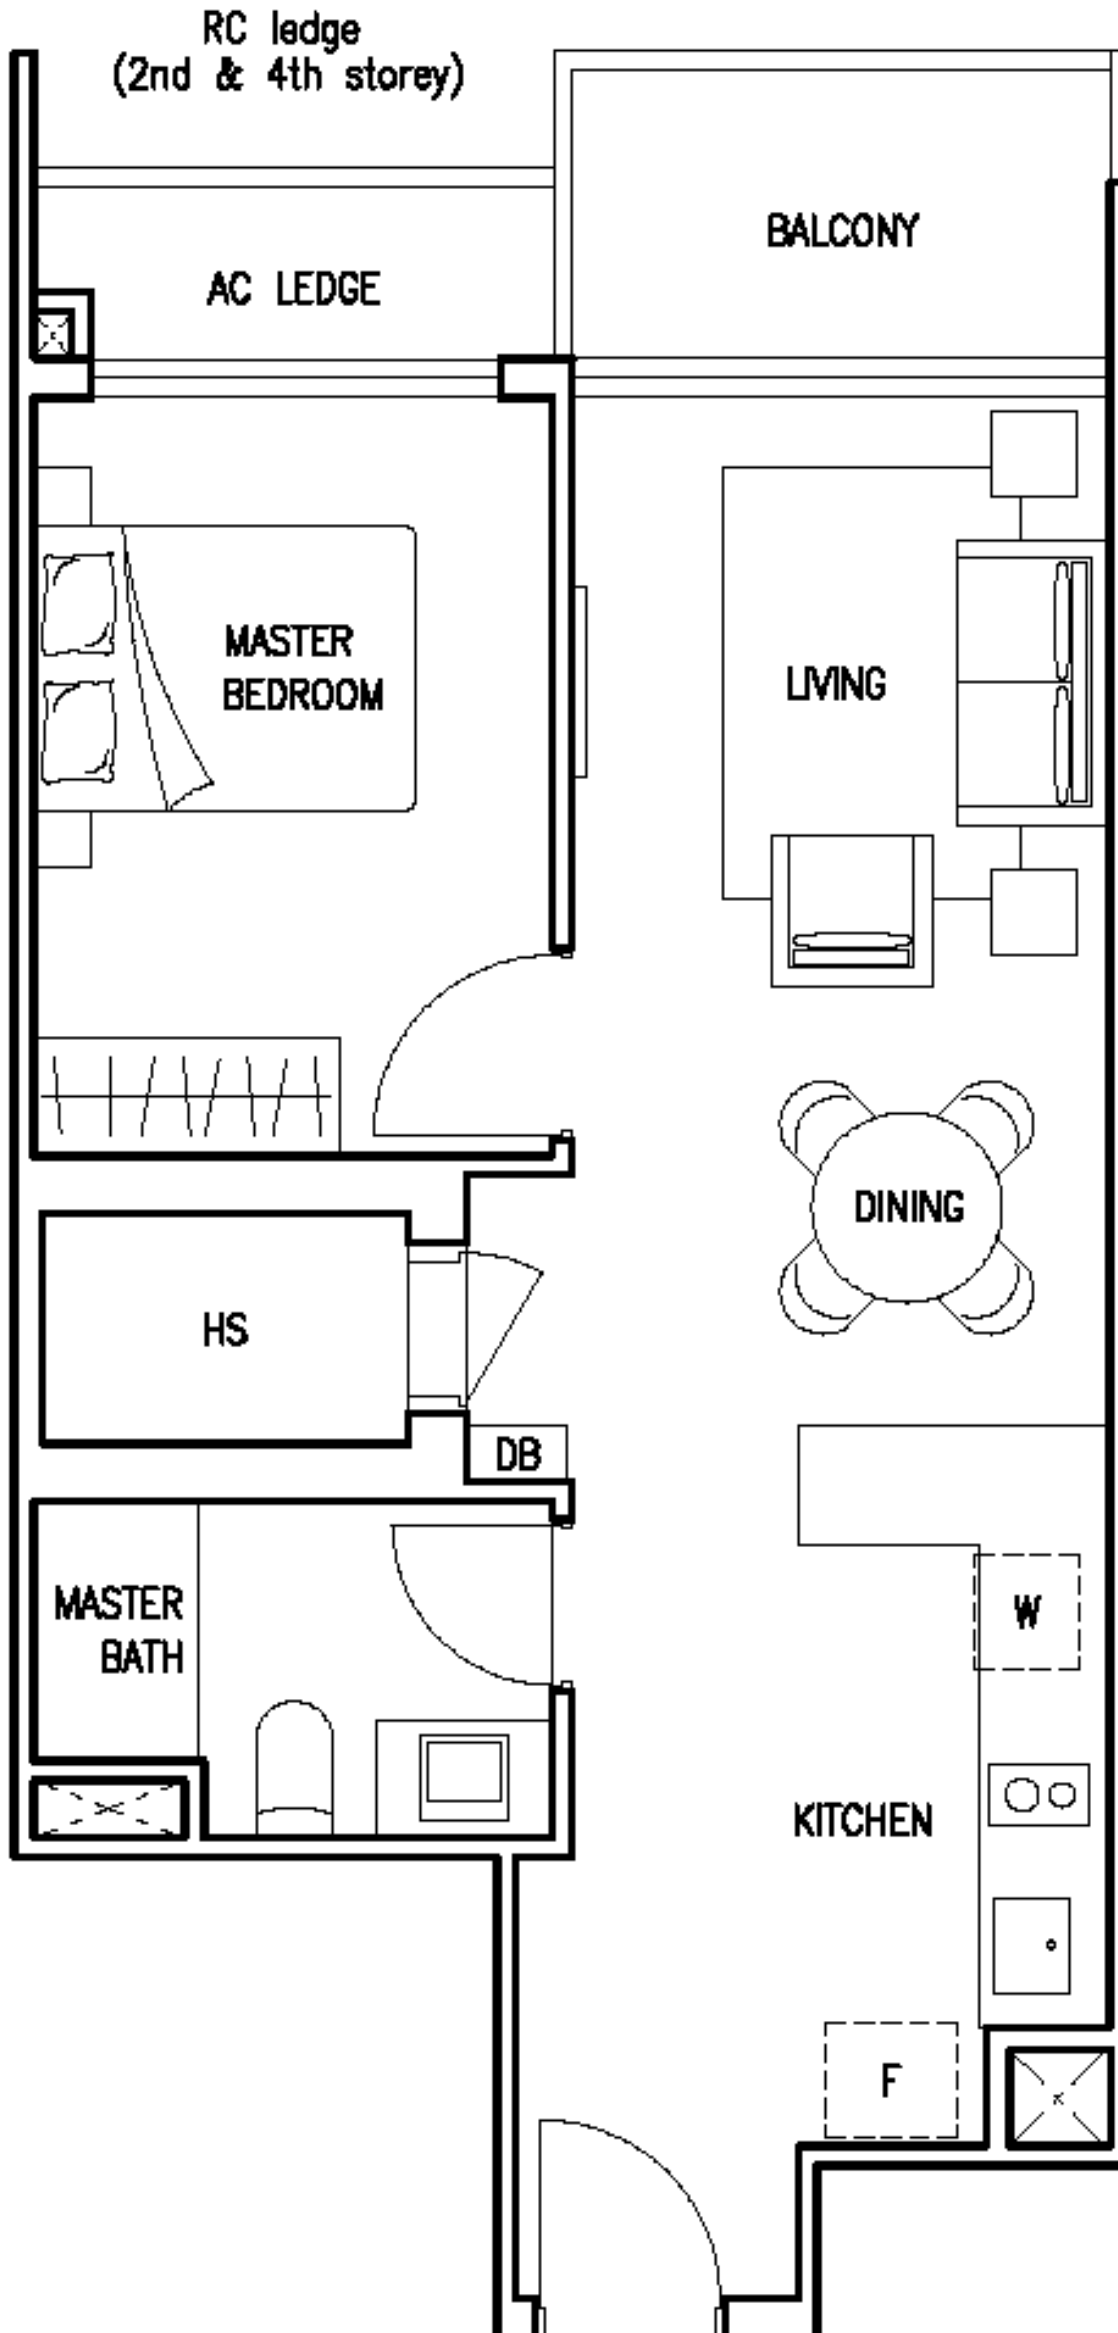 RC ledge
(2nd & 4th storey)
BALCONY
AC LEDGE
MASTER
BEDROOM
LIVING
DINING
HS
DB
MASTER
BATH
W
KITCHEN
F